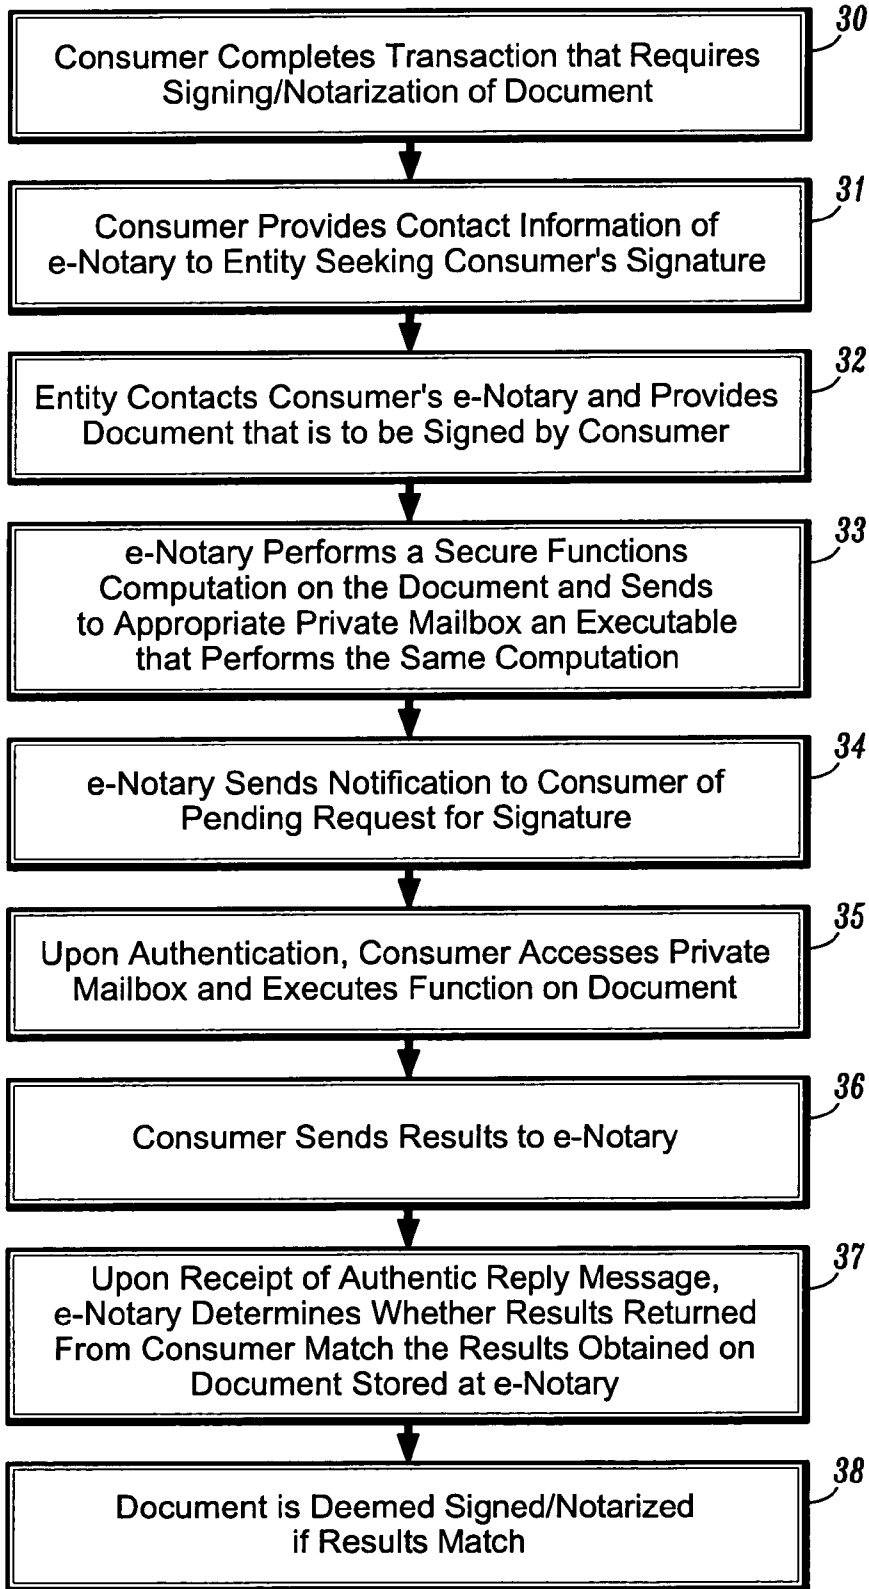 30
Consumer Completes Transaction that Requires
Signing/Notarization of Document
31
Consumer Provides Contact Information of
e-Notary to Entity Seeking Consumer's Signature
32
Entity Contacts Consumer's e-Notary and Provides
Document that is to be Signed by Consumer
33
e-Notary Performs a Secure Functions
Computation on the Document and Sends
to Appropriate Private Mailbox an Executable
that Performs the Same Computation
34
e-Notary Sends Notification to Consumer of
Pending Request for Signature
35
Upon Authentication, Consumer Accesses Private
Mailbox and Executes Function on Document
36
Consumer Sends Results to e-Notary
37
Upon Receipt of Authentic Reply Message,
e-Notary Determines Whether Results Returned
From Consumer Match the Results Obtained on
Document Stored at e-Notary
38
Document is Deemed Signed/Notarized
if Results Match